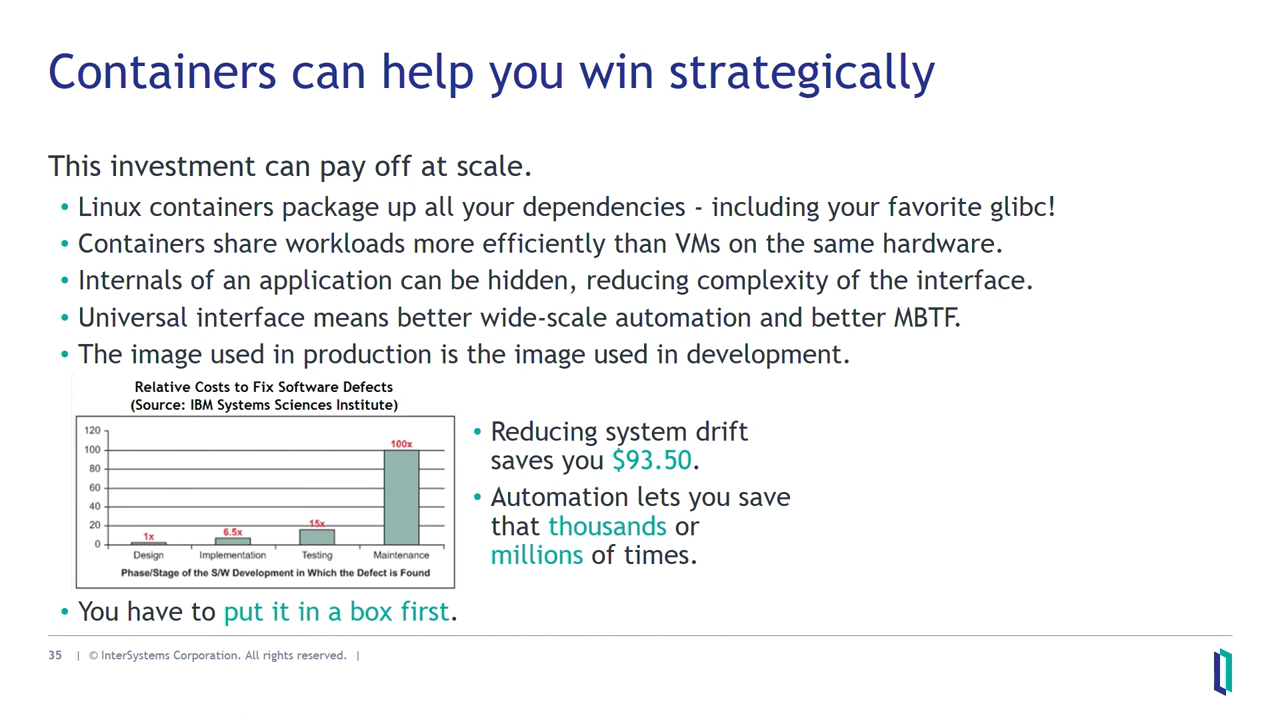 Containers can help you win strategically
This investment can pay off at scale.
• Linux containers package up all your dependencies - including your favorite glibc!
• Containers share workloads more efficiently than VMs on the same hardware.
• Internals of an application can be hidden, reducing complexity of the interface.
• Universal interface means better wide-scale automation and better MBTF.
• The image used in production is the image used in development.
Relative Costs to Fix Software Defects
(Source: IBM Systems Sciences Institute)
120
100
80
60
40
20
0
1x
6.5x
15x
100x
Design
Implementation
Testing
Maintenance
Phase/Stage of the S/W Development in Which the Defect is Found
• Reducing system drift
saves you $93.50.
• Automation lets you save
that thousands or
millions of times.
• You have to put it in a box first.
35 | © InterSystems Corporation. All rights reserved. |